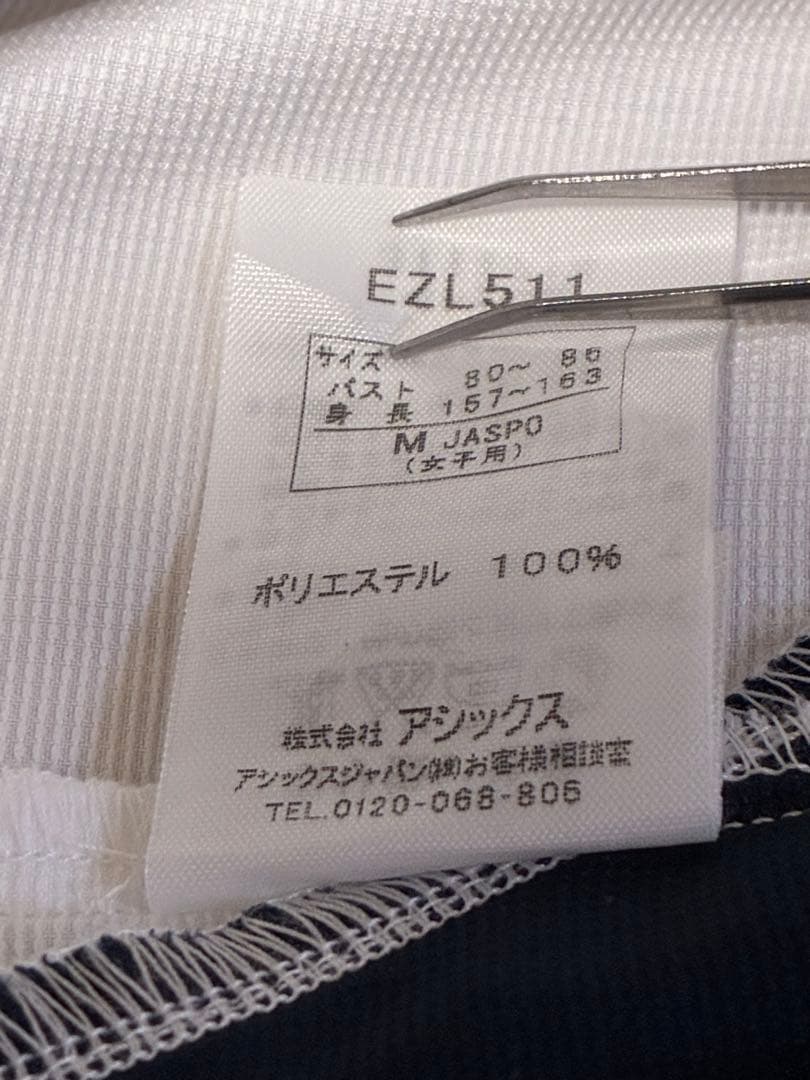 EZL511
サイズ
バスト 80～ 86
身長 157～163
M JASPO
(女子用)
ポリエステル 100%
株式会社 アシックス
アシックスジャパン(株)お客様相談室
TEL.0120-068-806